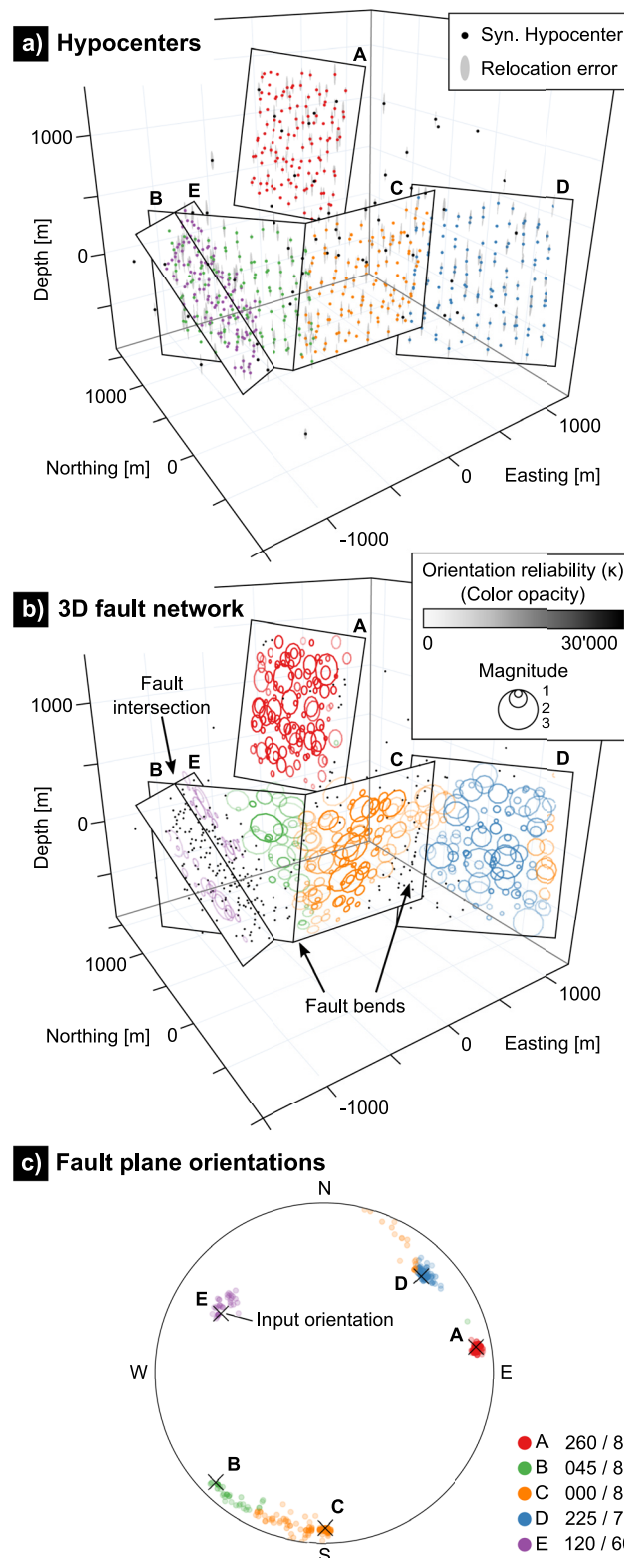 a) Hypocenters
Syn. Hypocenter
Relocation error
A
1000
B
E
C
D
0
Depth [m]
1000
Northing [m]
0
1000
0
Easting [m]
-1000
b) 3D fault network
Orientation reliability (κ)
(Color opacity)
0
30'000
Magnitude
1
2
3
A
Fault
intersection
1000
B
E
C
D
0
Depth [m]
1000
Fault bends
Northing [m]
0
1000
0
Easting [m]
-1000
c) Fault plane orientations
N
D
E
Input orientation
A
W
E
B
C
S
A 260 / 8
B 045 / 8
C 000 / 8
D 225 / 7
E 120 / 60